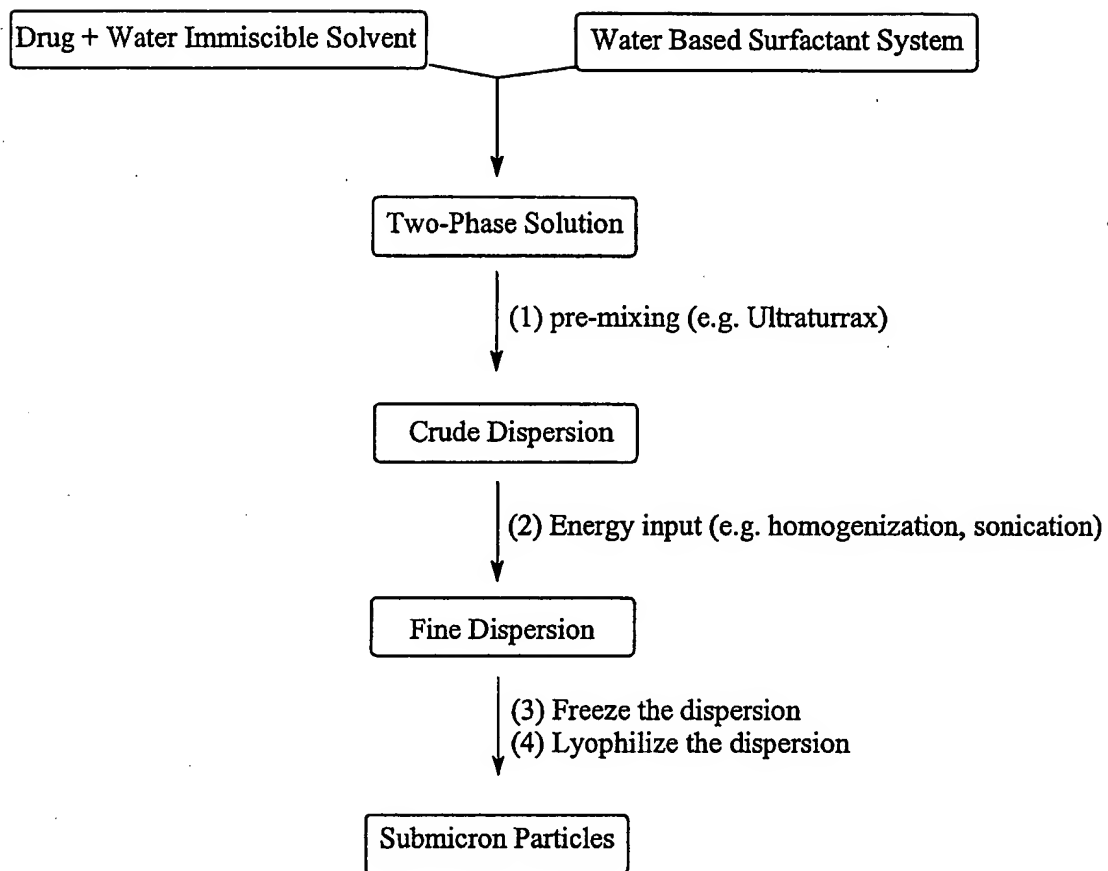 Drug + Water Immiscible Solvent
Water Based Surfactant System
Two-Phase Solution
(1) pre-mixing (e.g. Ultraturrax)
Crude Dispersion
(2) Energy input (e.g. homogenization, sonication)
Fine Dispersion
(3) Freeze the dispersion
(4) Lyophilize the dispersion
Submicron Particles